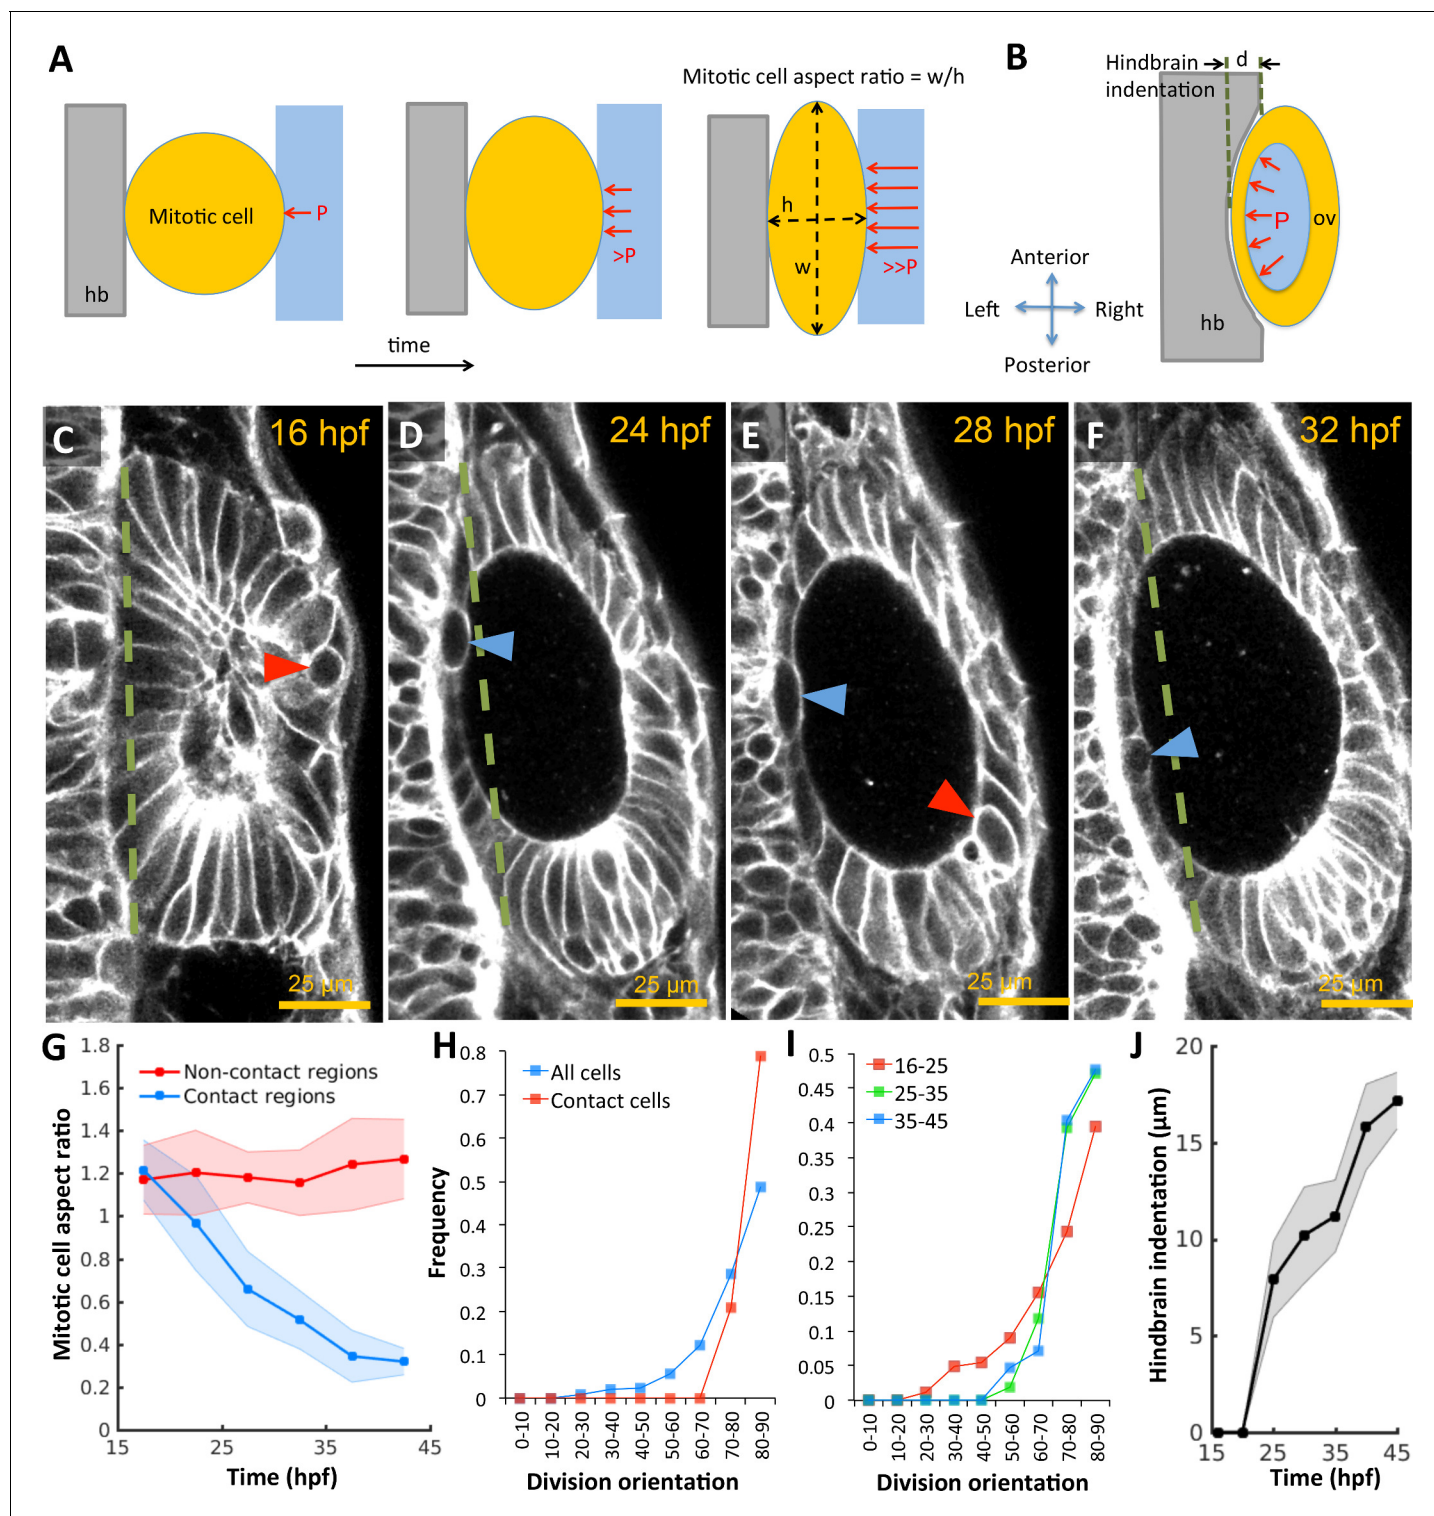 A
Mitotic cell
hb
P
>P
time
Mitotic cell aspect ratio = w/h
h
w
>>P
B
Hindbrain
indentation
d
P
ov
hb
Anterior
Left
Right
Posterior
C
16 hpf
25 µm
D
24 hpf
25 µm
E
28 hpf
25 µm
F
32 hpf
25 µm
G
Mitotic cell aspect ratio
1.8
1.6
1.4
1.2
1
0.8
0.6
0.4
0.2
0
Non-contact regions
Contact regions
15
25
35
45
Time (hpf)
H
Frequency
0.8
0.7
0.6
0.5
0.4
0.3
0.2
0.1
0
All cells
Contact cells
0-10
10-20
20-30
30-40
40-50
50-60
60-70
70-80
80-90
Division orientation
I
0.5
0.45
0.4
0.35
0.3
0.25
0.2
0.15
0.1
0.05
0
16-25
25-35
35-45
0-10
10-20
20-30
30-40
40-50
50-60
60-70
70-80
80-90
Division orientation
J
Hindbrain indentation (µm)
20
15
10
5
0
15
25
35
45
Time (hpf)